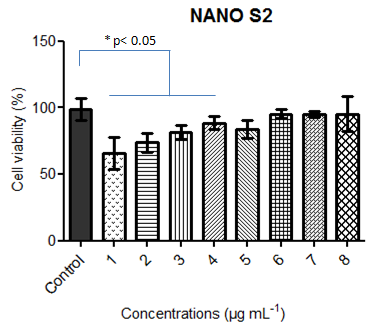 NANO S2
* p< 0.05
150
100
50
0
Cell viability (%)
Control 1 2 3 4 5 6 7 8
Concentrations (µg mL⁻¹)